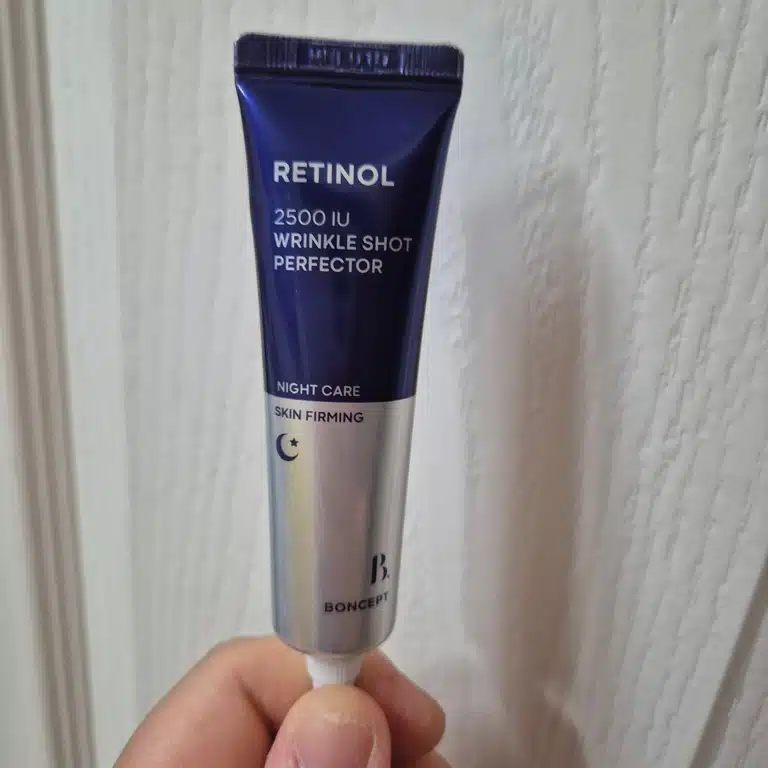 RETINOL
2500 IU
WRINKLE SHOT
PERFECTOR
NIGHT CARE
SKIN FIRMING
B.
BONCEPT